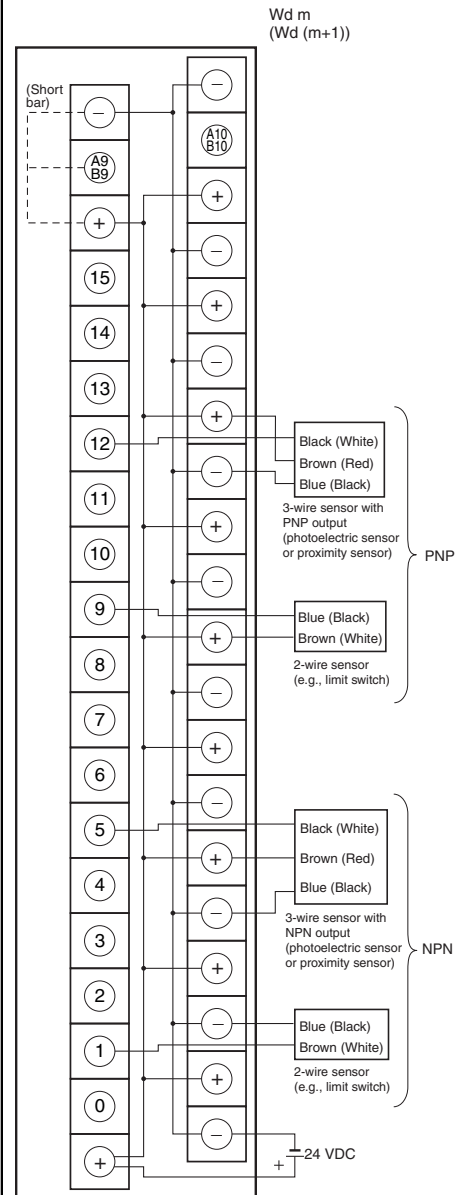 Wd m
(Wd (m+1))
(Short
bar)
−
−
A10
B10
A9
B9
+
+
−
15
+
14
−
13
+
12
Black (White)
Brown (Red)
−
Blue (Black)
11
3-wire sensor with
PNP output
(photoelectric sensor
or proximity sensor)
+
10
PNP
−
9
Blue (Black)
+
Brown (White)
8
2-wire sensor
(e.g., limit switch)
−
7
+
6
−
5
Black (White)
+
Brown (Red)
4
Blue (Black)
−
3-wire sensor with
NPN output
(photoelectric sensor
or proximity sensor)
3
NPN
+
2
−
Blue (Black)
1
Brown (White)
+
2-wire sensor
(e.g., limit switch)
0
−
24 VDC
+
+